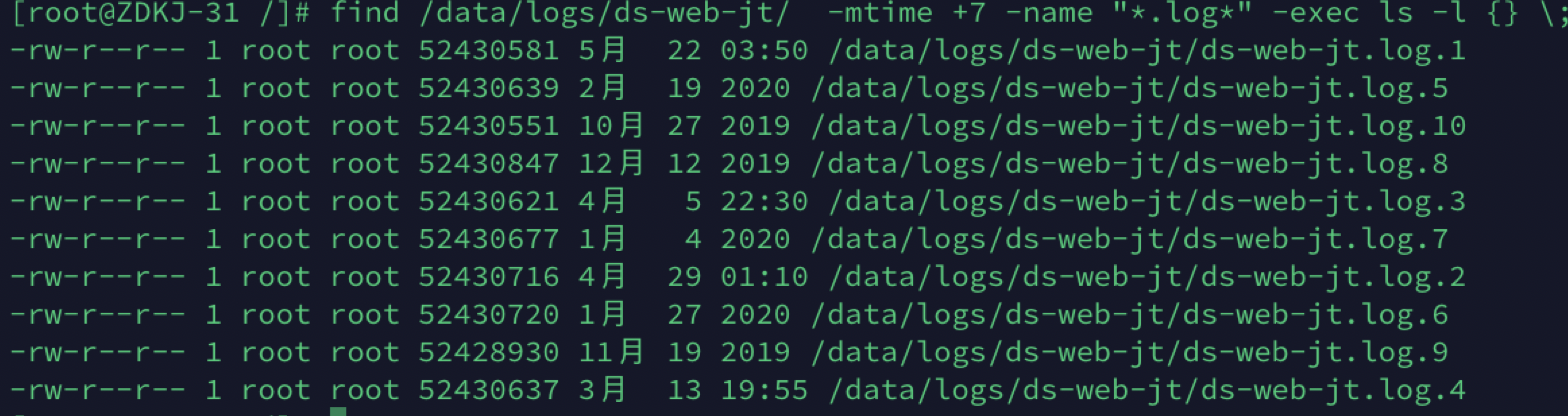 [root@ZDKJ-31 /]# find /data/logs/ds-web-jt/  -mtime +7 -name "*.log*" -exec ls -l {} \;
-rw-r--r-- 1 root root 52430581 5月  22 03:50 /data/logs/ds-web-jt/ds-web-jt.log.1
-rw-r--r-- 1 root root 52430639 2月  19 2020 /data/logs/ds-web-jt/ds-web-jt.log.5
-rw-r--r-- 1 root root 52430551 10月 27 2019 /data/logs/ds-web-jt/ds-web-jt.log.10
-rw-r--r-- 1 root root 52430847 12月 12 2019 /data/logs/ds-web-jt/ds-web-jt.log.8
-rw-r--r-- 1 root root 52430621 4月   5 22:30 /data/logs/ds-web-jt/ds-web-jt.log.3
-rw-r--r-- 1 root root 52430677 1月   4 2020 /data/logs/ds-web-jt/ds-web-jt.log.7
-rw-r--r-- 1 root root 52430716 4月  29 01:10 /data/logs/ds-web-jt/ds-web-jt.log.2
-rw-r--r-- 1 root root 52430720 1月  27 2020 /data/logs/ds-web-jt/ds-web-jt.log.6
-rw-r--r-- 1 root root 52428930 11月 19 2019 /data/logs/ds-web-jt/ds-web-jt.log.9
-rw-r--r-- 1 root root 52430637 3月  13 19:55 /data/logs/ds-web-jt/ds-web-jt.log.4